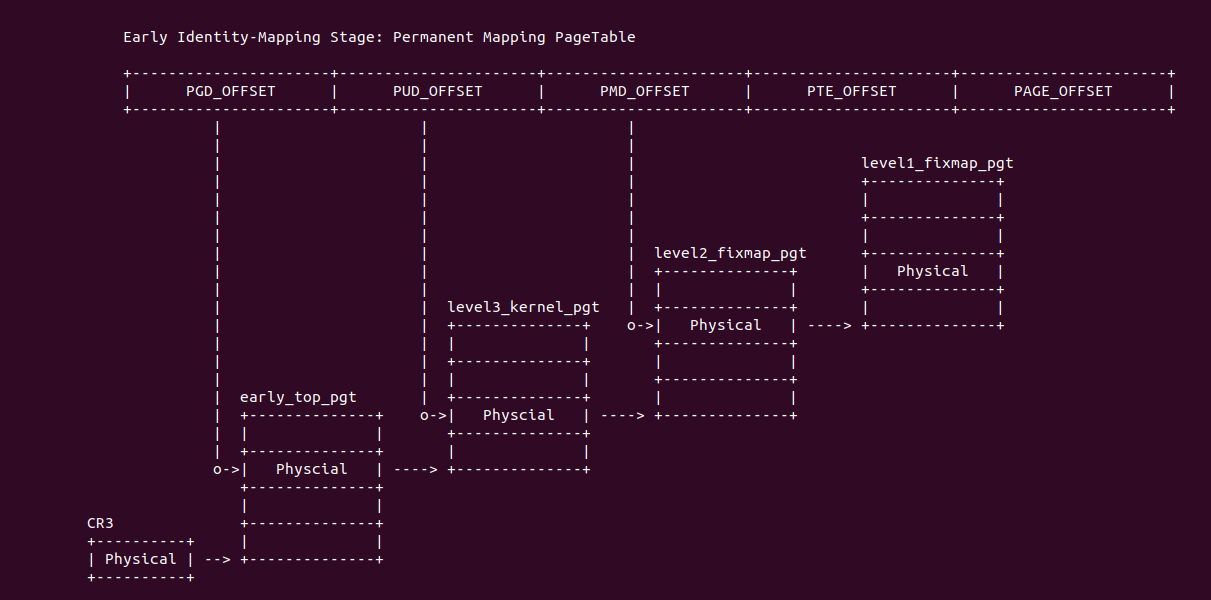 Early Identity-Mapping Stage: Permanent Mapping PageTable
PGD_OFFSET PUD_OFFSET PMD_OFFSET PTE_OFFSET PAGE_OFFSET
level1_fixmap_pgt
level2_fixmap_pgt
Physical
level3_kernel_pgt
Physical
early_top_pgt
Physcial
Physcial
CR3
Physical